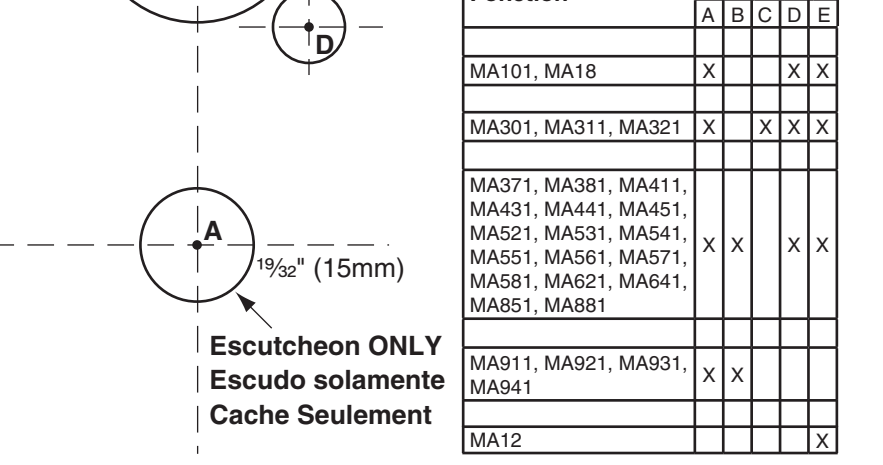 D
A
19⁄32" (15mm)
Escutcheon ONLY
Escudo solamente
Cache Seulement
A B C D E
MA101, MA18 X X X
MA301, MA311, MA321 X X X X
MA371, MA381, MA411,
MA431, MA441, MA451,
MA521, MA531, MA541,
MA551, MA561, MA571, X X X X
MA581, MA621, MA641,
MA851, MA881
MA911, MA921, MA931, X X
MA941
MA12 X